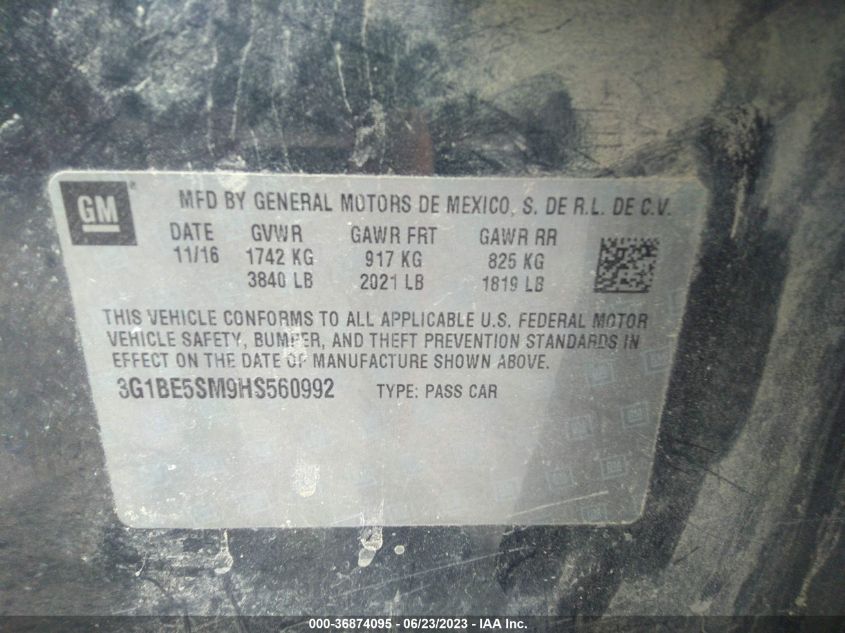 GM ® MFD BY GENERAL MOTORS DE MEXICO, S. DE R.L. DE C.V.
DATE GVWR GAWR FRT GAWR RR
11/16 1742 KG 917 KG 825 KG
3840 LB 2021 LB 1819 LB
THIS VEHICLE CONFORMS TO ALL APPLICABLE U.S. FEDERAL MOTOR
VEHICLE SAFETY, BUMPER, AND THEFT PREVENTION STANDARDS IN
EFFECT ON THE DATE OF MANUFACTURE SHOWN ABOVE.
3G1BE5SM9HS560992 TYPE: PASS CAR
000-36874095 - 06/23/2023 - IAA Inc.